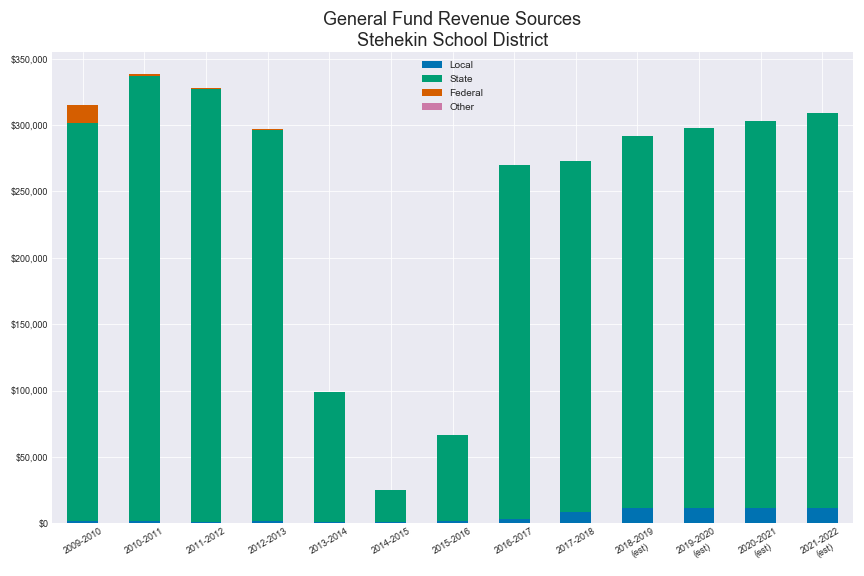 General Fund Revenue Sources
Stehekin School District
Local
State
Federal
Other
$350,000
$300,000
$250,000
$200,000
$150,000
$100,000
$50,000
$0
2009-2010
2010-2011
2011-2012
2012-2013
2013-2014
2014-2015
2015-2016
2016-2017
2017-2018
2018-2019
(est)
2019-2020
(est)
2020-2021
(est)
2021-2022
(est)